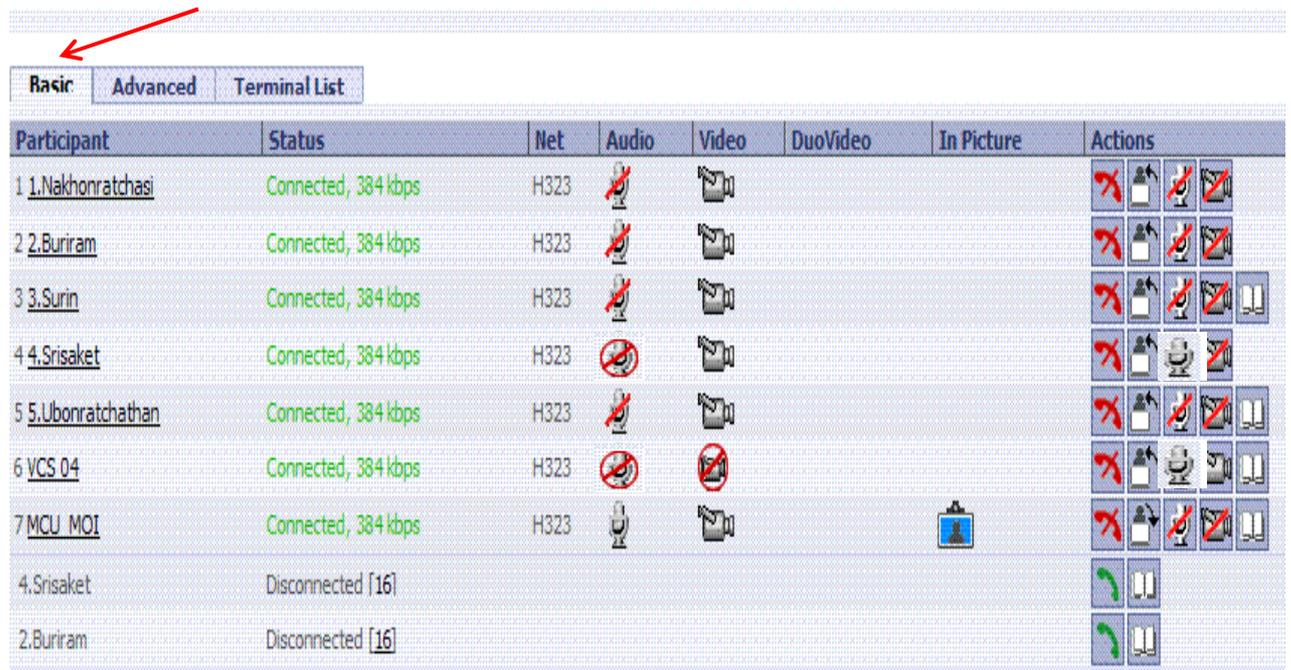 Basic Advanced Terminal List
Participant Status Net Audio Video DuoVideo In Picture Actions
1 1.Nakhonratchasi Connected, 384 kbps H323
2 2.Buriram Connected, 384 kbps H323
3 3.Surin Connected, 384 kbps H323
4 4.Srisaket Connected, 384 kbps H323
5 5.Ubonratchathan Connected, 384 kbps H323
6 VCS 04 Connected, 384 kbps H323
7 MCU MOI Connected, 384 kbps H323
4.Srisaket Disconnected [16]
2.Buriram Disconnected [16]